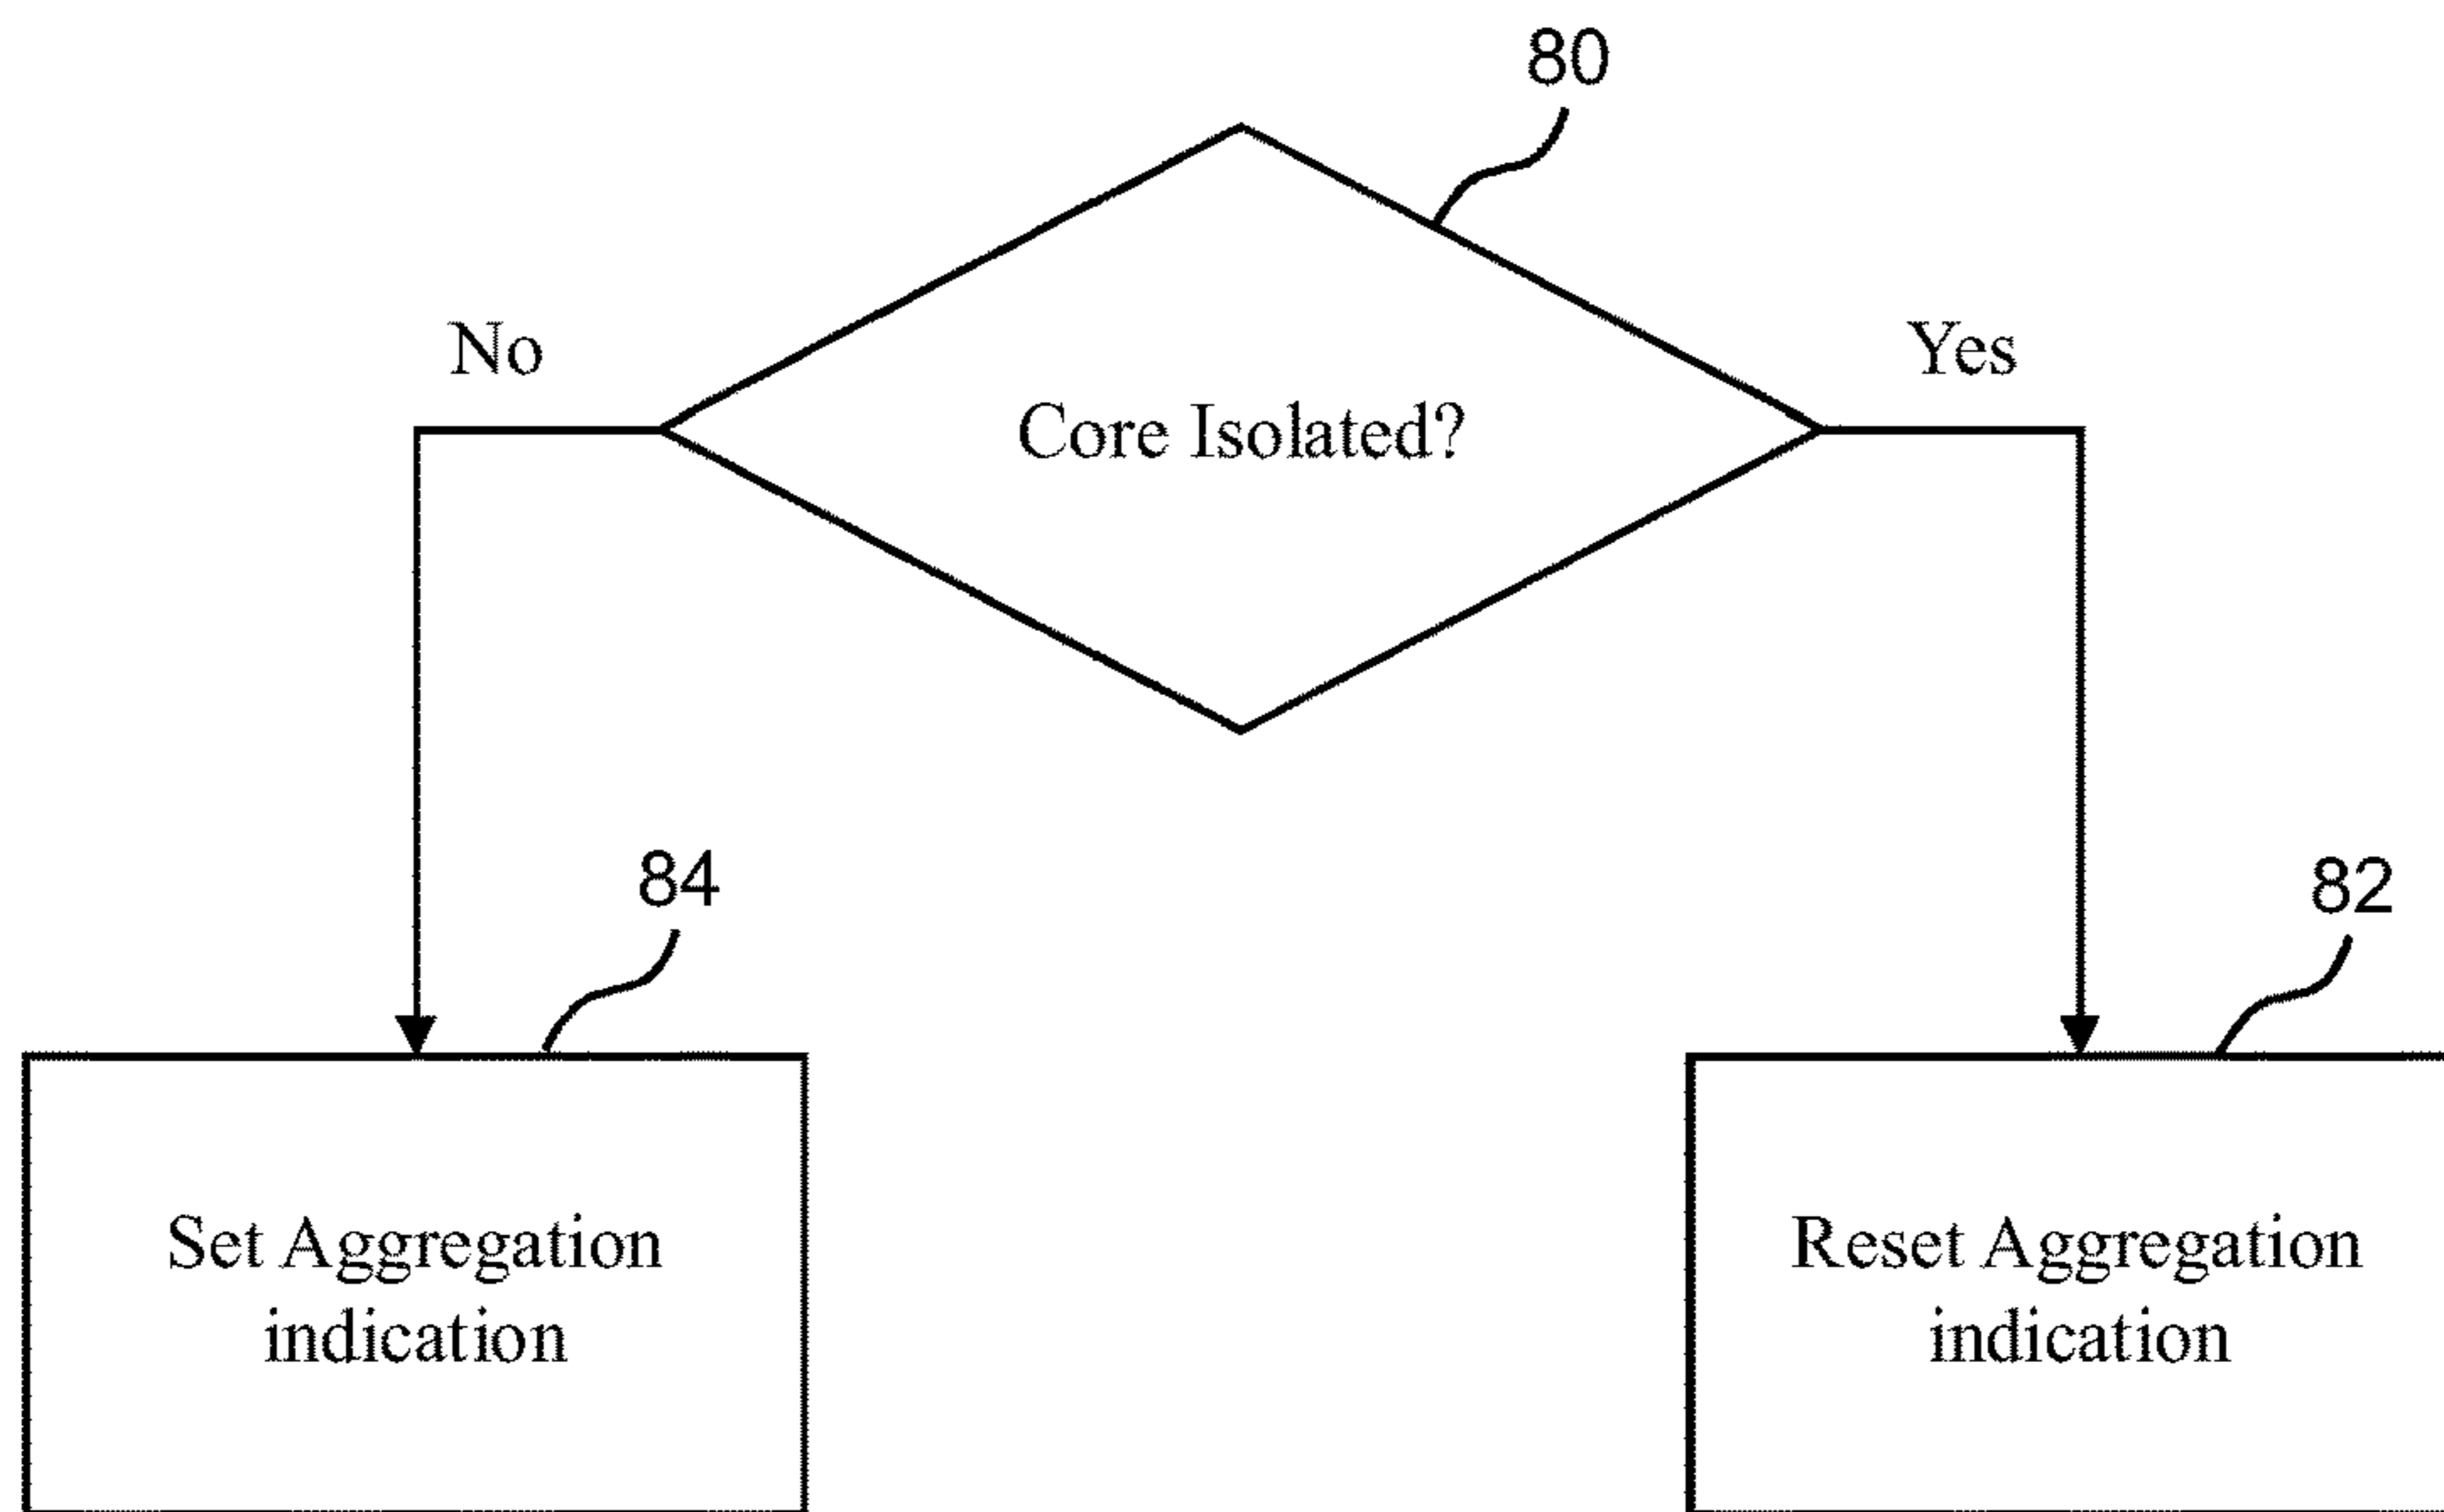 80
No
Yes
Core Isolated?
84
82
Set Aggregation
indication
Reset Aggregation
indication